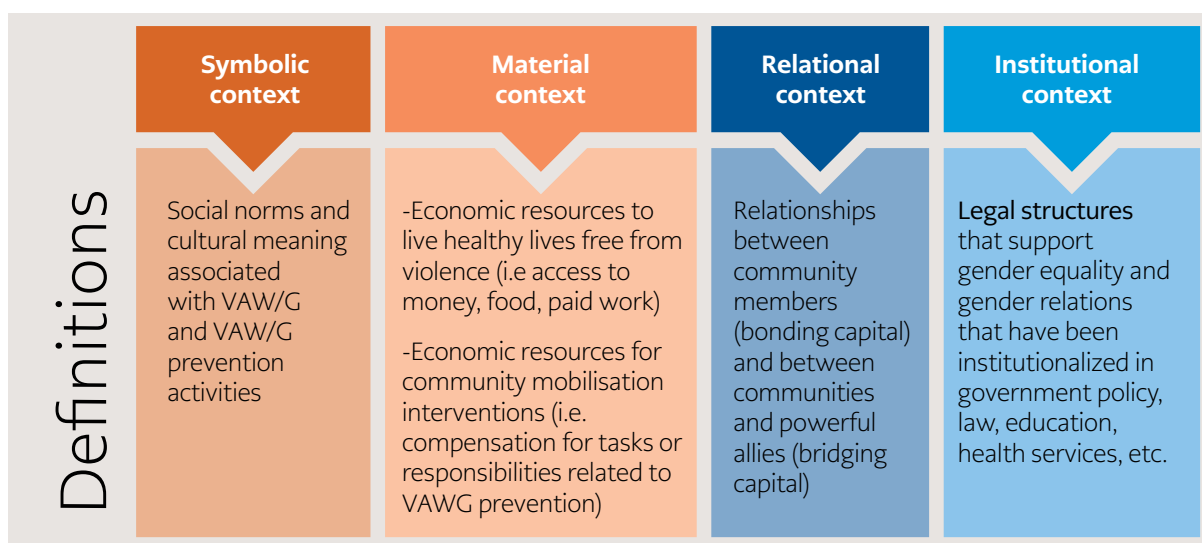 Definitions
Symbolic
context
Social norms and
cultural meaning
associated
with VAW/G
and VAW/G
prevention
activities
Material
context
-Economic resources to
live healthy lives free from
violence (i.e access to
money, food, paid work)
-Economic resources for
community mobilisation
interventions (i.e.
compensation for tasks or
responsibilities related to
VAWG prevention)
Relational
context
Relationships
between
community
members
(bonding capital)
and between
communities
and powerful
allies (bridging
capital)
Institutional
context
Legal structures
that support
gender equality and
gender relations
that have been
institutionalized in
government policy,
law, education,
health services, etc.